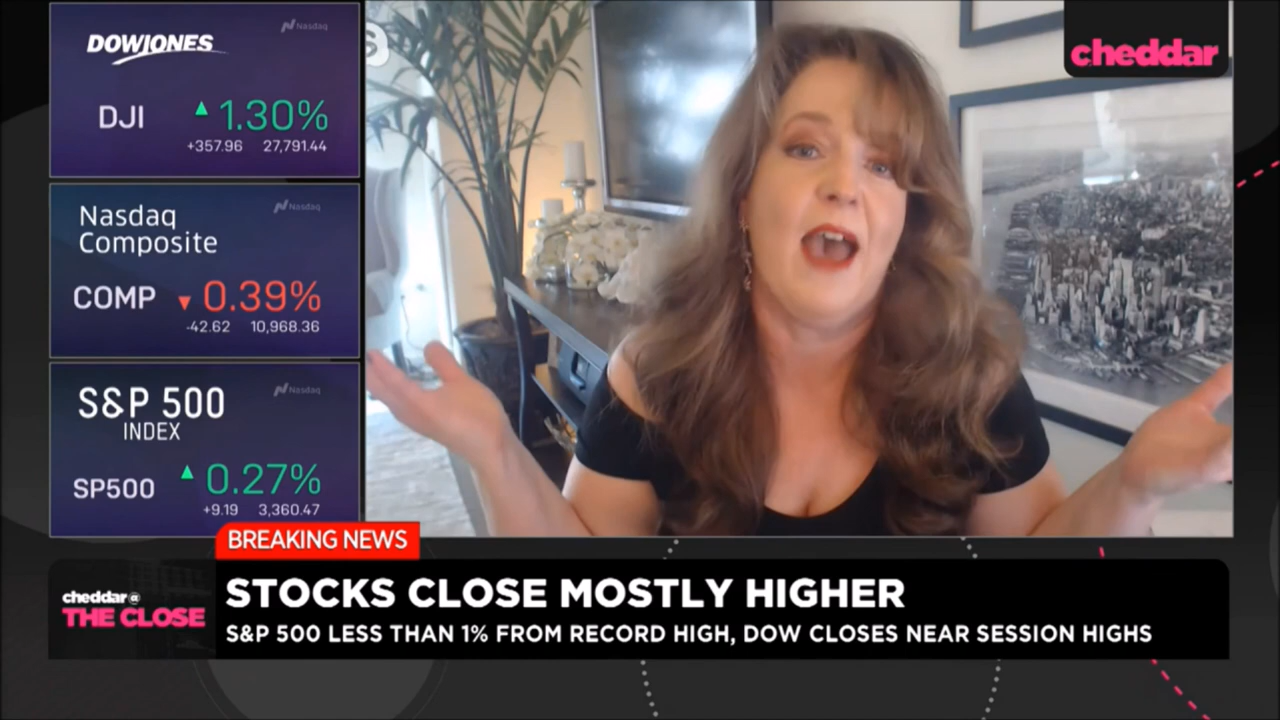 Nasdaq
DOWJONES
DJI ▲ 1.30%
+357.96 27,791.44
Nasdaq
Nasdaq
Composite
COMP ▼ 0.39%
-42.62 10,968.36
Nasdaq
S&P 500
INDEX
SP500 ▲ 0.27%
+9.19 3,360.47
cheddar
BREAKING NEWS
cheddar@
THE CLOSE
STOCKS CLOSE MOSTLY HIGHER
S&P 500 LESS THAN 1% FROM RECORD HIGH, DOW CLOSES NEAR SESSION HIGHS